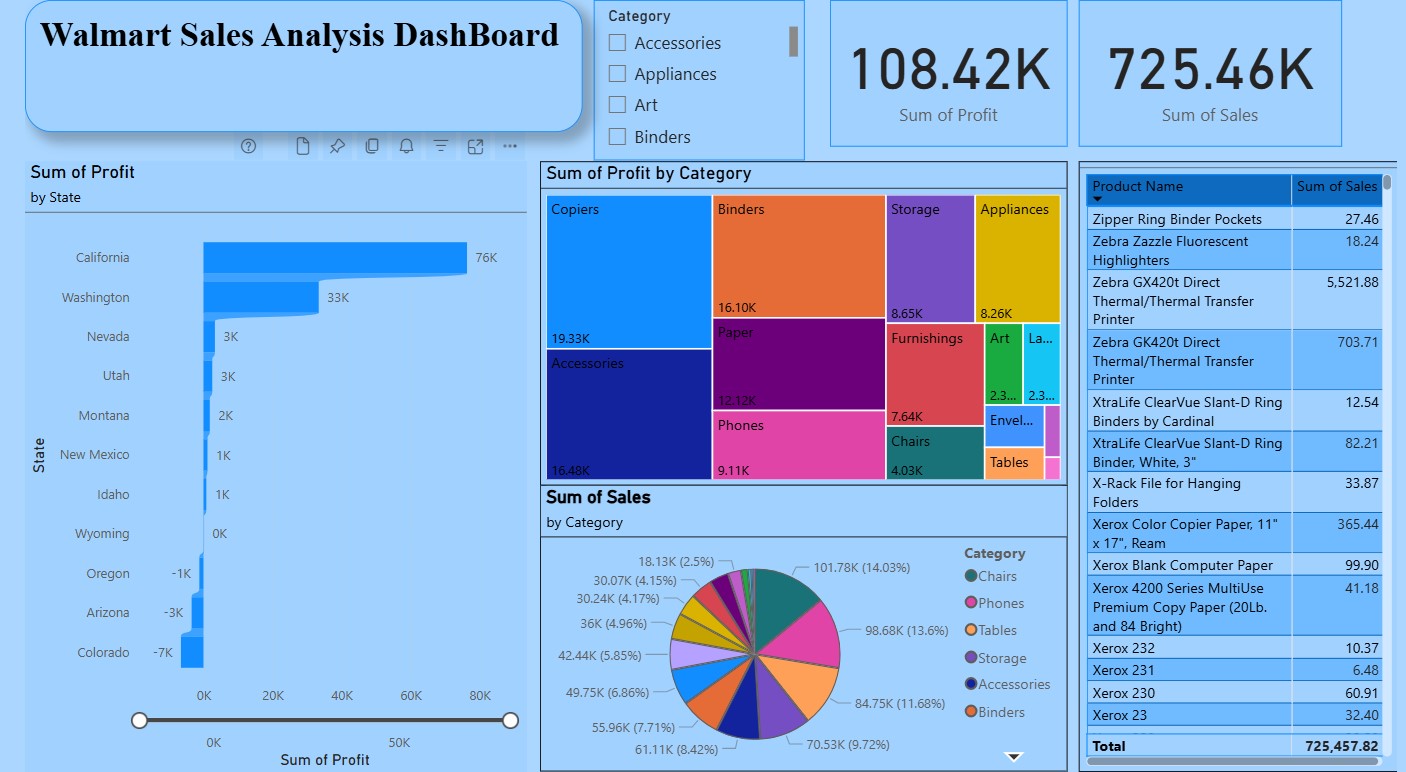 Walmart Sales Analysis DashBoard
Category
Accessories
Appliances
Art
Binders
108.42K
Sum of Profit
725.46K
Sum of Sales
Sum of Profit
by State
State
California
76K
Washington
33K
Nevada
3K
Utah
3K
Montana
2K
New Mexico
1K
Idaho
1K
Wyoming
0K
Oregon
-1K
Arizona
-3K
Colorado
-7K
0K 20K 40K 60K 80K
0K 50K
Sum of Profit
Sum of Profit by Category
Copiers
19.33K
Accessories
16.48K
Binders
16.10K
Paper
12.12K
Phones
9.11K
Storage
8.65K
Appliances
8.26K
Furnishings
7.64K
Chairs
4.03K
Art
2.3...
La...
2.3...
Envel...
Tables
Sum of Sales
by Category
101.78K (14.03%)
98.68K (13.6%)
84.75K (11.68%)
70.53K (9.72%)
61.11K (8.42%)
55.96K (7.71%)
49.75K (6.86%)
42.44K (5.85%)
36K (4.96%)
30.24K (4.17%)
30.07K (4.15%)
18.13K (2.5%)
Category
Chairs
Phones
Tables
Storage
Accessories
Binders
Product Name Sum of Sales
Zipper Ring Binder Pockets 27.46
Zebra Zazzle Fluorescent 18.24
Highlighters
Zebra GX420t Direct 5,521.88
Thermal/Thermal Transfer
Printer
Zebra GK420t Direct 703.71
Thermal/Thermal Transfer
Printer
XtraLife ClearVue Slant-D Ring 12.54
Binders by Cardinal
XtraLife ClearVue Slant-D Ring 82.21
Binder, White, 3"
X-Rack File for Hanging 33.87
Folders
Xerox Color Copier Paper, 11" 365.44
x 17", Ream
Xerox Blank Computer Paper 99.90
Xerox 4200 Series MultiUse 41.18
Premium Copy Paper (20Lb.
and 84 Bright)
Xerox 232 10.37
Xerox 231 6.48
Xerox 230 60.91
Xerox 23 32.40
Total 725,457.82